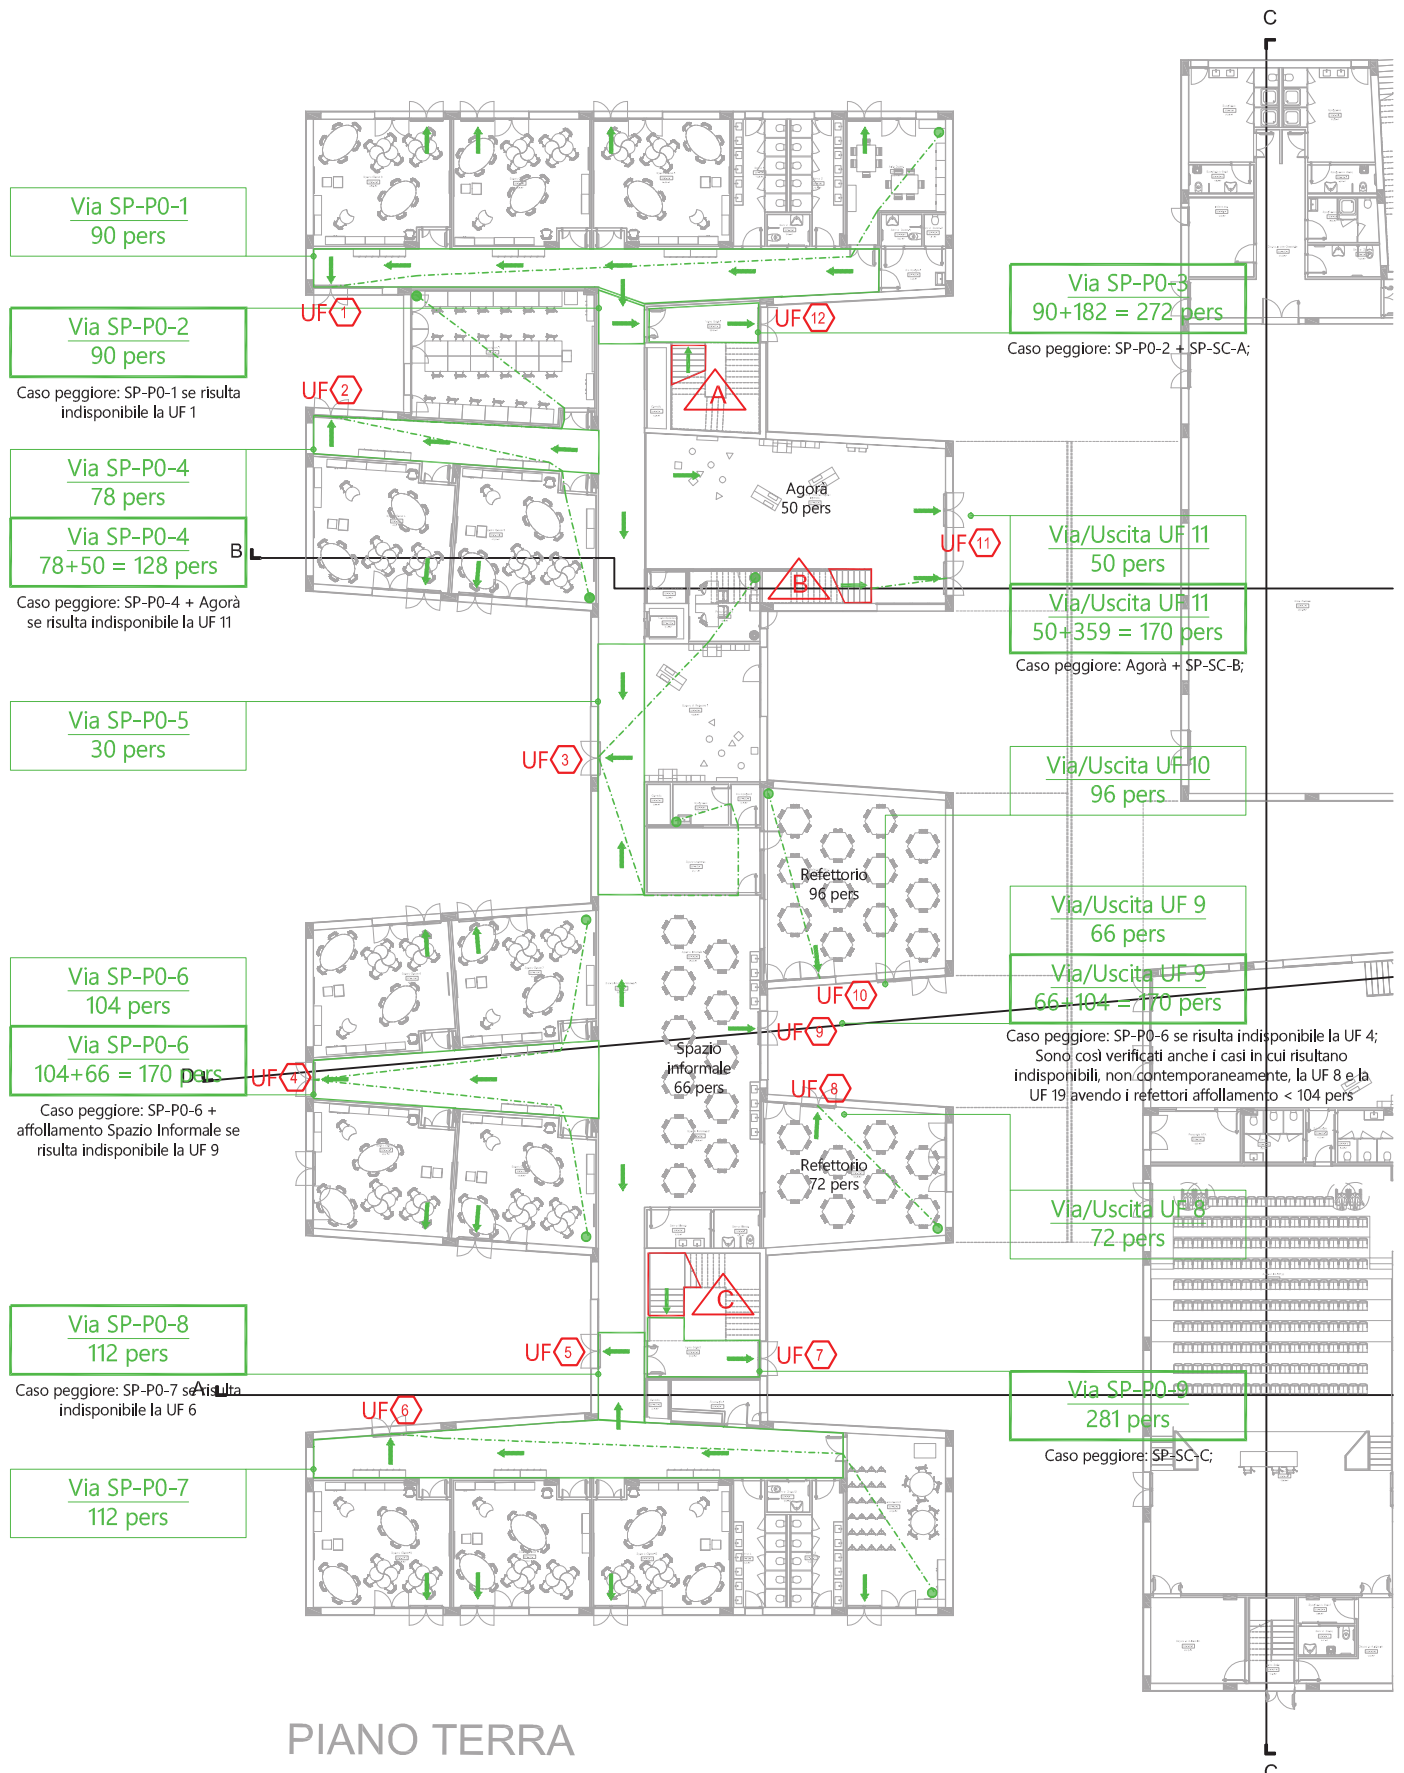 C
Via SP-P0-1
90 pers
Via SP-P0-2
90 pers
Caso peggiore: SP-P0-1 se risulta
indisponibile la UF 1
UF 1
UF 12
Via SP-P0-3
90+182 = 272 pers
Caso peggiore: SP-P0-2 + SP-SC-A;
UF 2
A
Via SP-P0-4
78 pers
Via SP-P0-4
78+50 = 128 pers
Caso peggiore: SP-P0-4 + Agorà
se risulta indisponibile la UF 11
B
Agorà
50 pers
B
UF 11
Via/Uscita UF 11
50 pers
Via/Uscita UF 11
50+359 = 170 pers
Caso peggiore: Agorà + SP-SC-B;
Via SP-P0-5
30 pers
UF 3
Via/Uscita UF 10
96 pers
Refettorio
96 pers
Via/Uscita UF 9
66 pers
Via/Uscita UF 9
66+104 = 170 pers
Caso peggiore: SP-P0-6 se risulta indisponibile la UF 4;
Sono così verificati anche i casi in cui risultano
indisponibili, non contemporaneamente, la UF 8 e la
UF 19 avendo i refettori affollamento < 104 pers
UF 10
UF 9
Via SP-P0-6
104 pers
Via SP-P0-6
104+66 = 170 pers
Caso peggiore: SP-P0-6 +
affollamento Spazio Informale se
risulta indisponibile la UF 9
D
UF 4
Spazio
informale
66 pers
UF 8
Refettorio
72 pers
Via/Uscita UF 8
72 pers
C
Via SP-P0-8
112 pers
Caso peggiore: SP-P0-7 se risulta
indisponibile la UF 6
A
UF 5
UF 7
UF 6
Via SP-P0-9
281 pers
Caso peggiore: SP-SC-C;
Via SP-P0-7
112 pers
PIANO TERRA
C